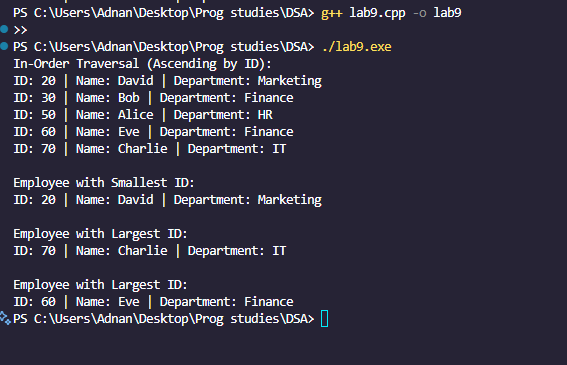 PS C:\Users\Adnan\Desktop\Prog studies\DSA> g++ lab9.cpp -o lab9
>>
PS C:\Users\Adnan\Desktop\Prog studies\DSA> ./lab9.exe
In-Order Traversal (Ascending by ID):
ID: 20 | Name: David | Department: Marketing
ID: 30 | Name: Bob | Department: Finance
ID: 50 | Name: Alice | Department: HR
ID: 60 | Name: Eve | Department: Finance
ID: 70 | Name: Charlie | Department: IT
Employee with Smallest ID:
ID: 20 | Name: David | Department: Marketing
Employee with Largest ID:
ID: 70 | Name: Charlie | Department: IT
Employee with Largest ID:
ID: 60 | Name: Eve | Department: Finance
PS C:\Users\Adnan\Desktop\Prog studies\DSA>